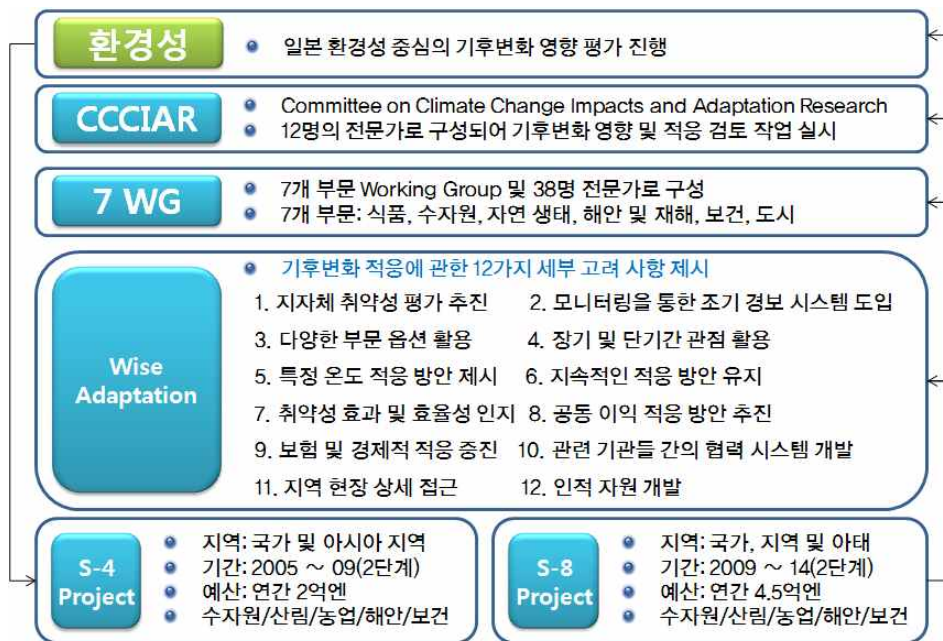 환경성
일본 환경성 중심의 기후변화 영향 평가 진행
CCCIAR
Committee on Climate Change Impacts and Adaptation Research
12명의 전문가로 구성되어 기후변화 영향 및 적응 검토 작업 실시
7 WG
7개 부문 Working Group 및 38명 전문가로 구성
7개 부문: 식품, 수자원, 자연 생태, 해안 및 재해, 보건, 도시
Wise
Adaptation
기후변화 적응에 관한 12가지 세부 고려 사항 제시
1. 지자체 취약성 평가 추진 2. 모니터링을 통한 조기 경보 시스템 도입
3. 다양한 부문 옵션 활용 4. 장기 및 단기간 관점 활용
5. 특정 온도 적응 방안 제시 6. 지속적인 적응 방안 유지
7. 취약성 효과 및 효율성 인지 8. 공통 이익 적응 방안 추진
9. 보험 및 경제적 적응 증진 10. 관련 기관들 간의 협력 시스템 개발
11. 지역 현장 상세 접근 12. 인적 자원 개발
S-4
Project
지역: 국가 및 아시아 지역
기간: 2005 ~ 09(2단계)
예산: 연간 2억엔
수자원/산림/농업/해안/보건
S-8
Project
지역: 국가, 지역 및 아태
기간: 2009 ~ 14(2단계)
예산: 연간 4.5억엔
수자원/산림/농업/해안/보건